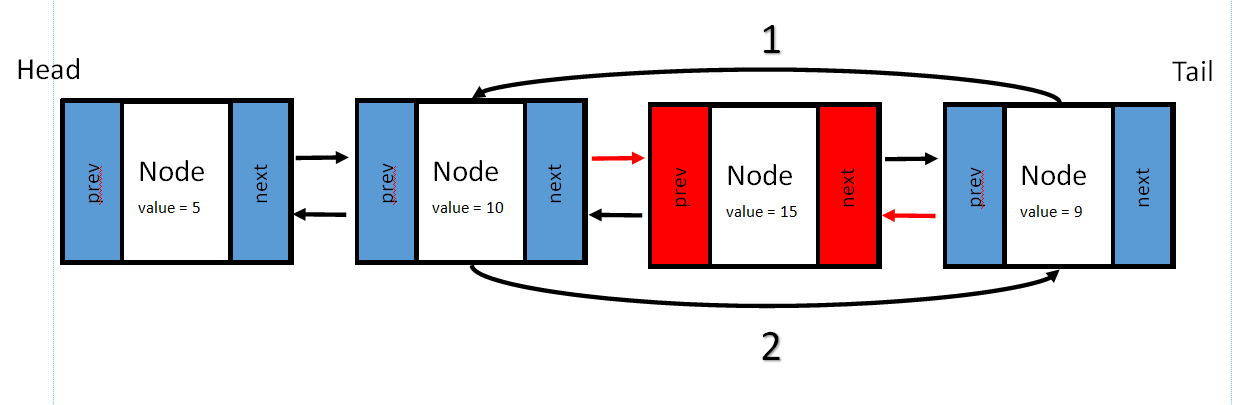 1
Head
Tail
prev
Node
value = 5
next
prev
Node
value = 10
next
prev
Node
value = 15
next
prev
Node
value = 9
next
2